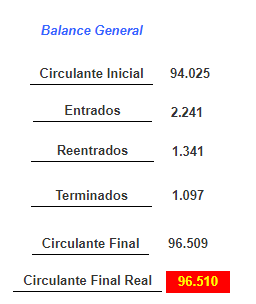 Balance General
Circulante Inicial 94.025
Entrados 2.241
Reentrados 1.341
Terminados 1.097
Circulante Final 96.509
Circulante Final Real 96.510